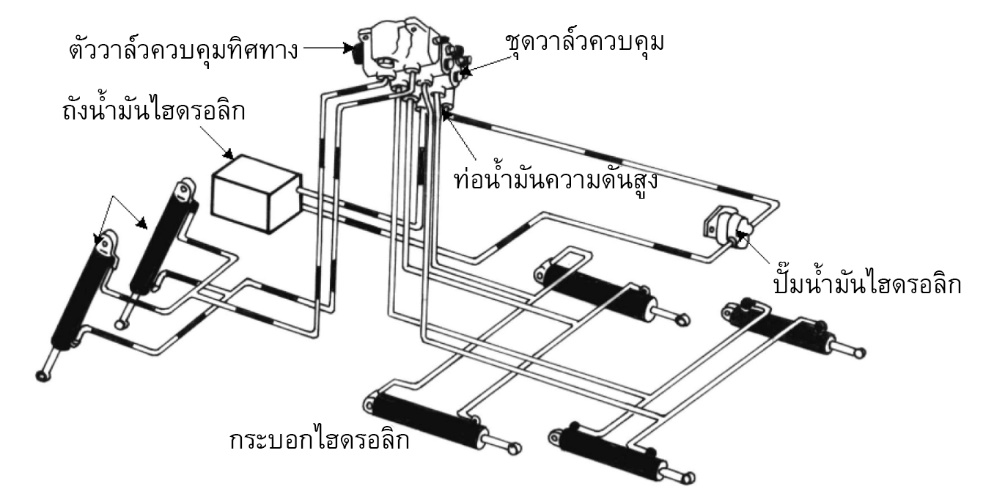 ตัววาล์วควบคุมทิศทาง
ชุดวาล์วควบคุม
ถังน้ำมันไฮดรอลิก
ท่อน้ำมันความดันสูง
ปั๊มน้ำมันไฮดรอลิก
กระบอกไฮดรอลิก